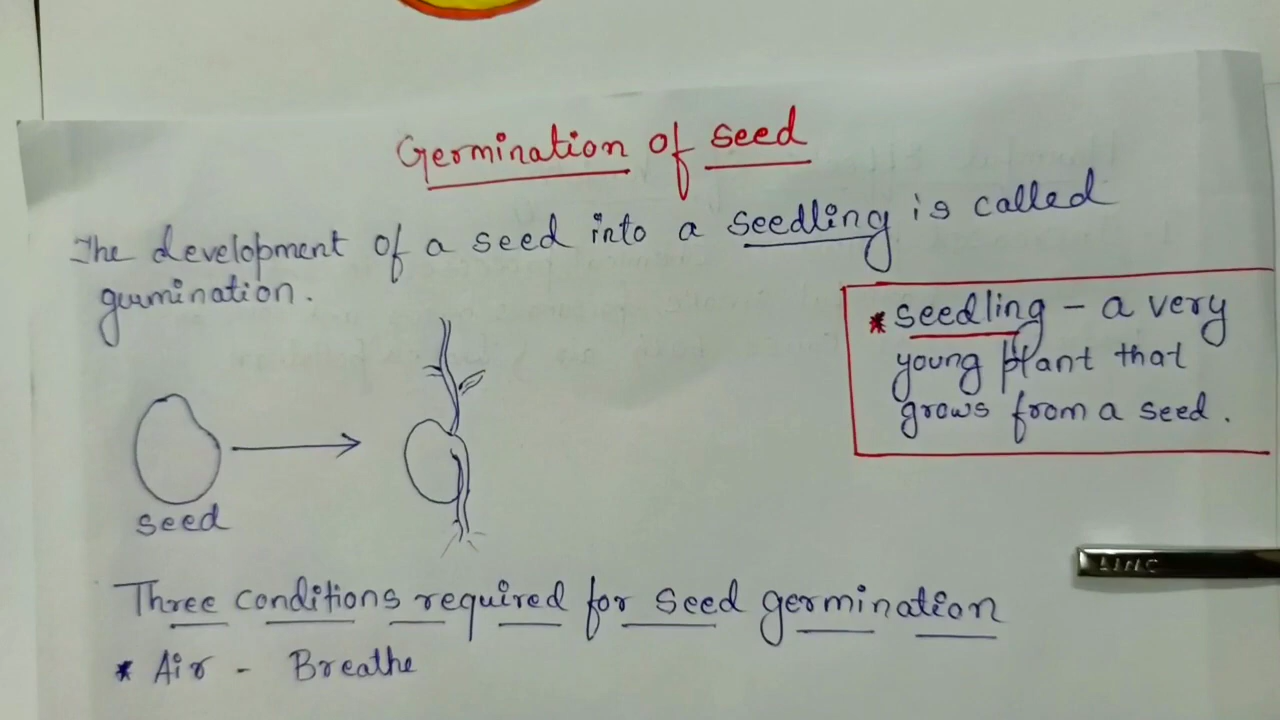 Germination of seed
The development of a seed into a seedling is called
germination.
* seedling - a very
young plant that
grows from a seed.
seed
Three conditions required for seed germination
* Air - Breathe